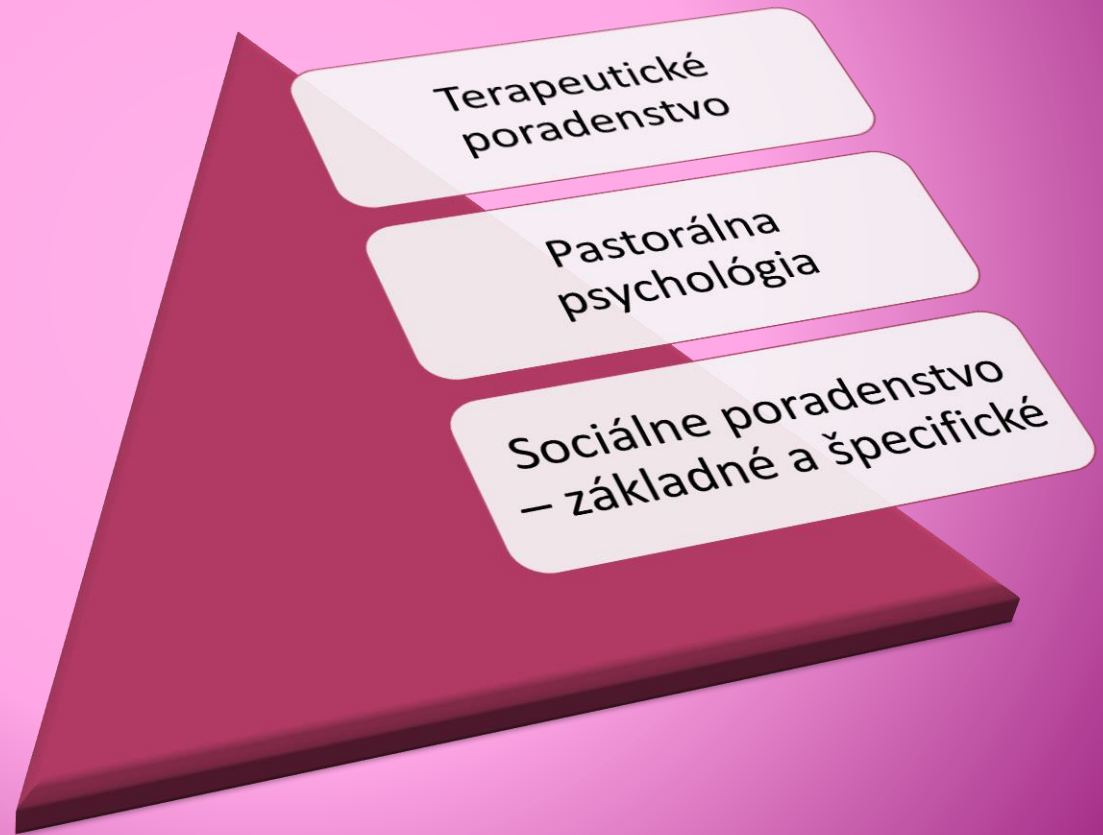 Terapeutické
poradenstvo
Pastorálna
psychológia
Sociálne poradenstvo
– základné a špecifické